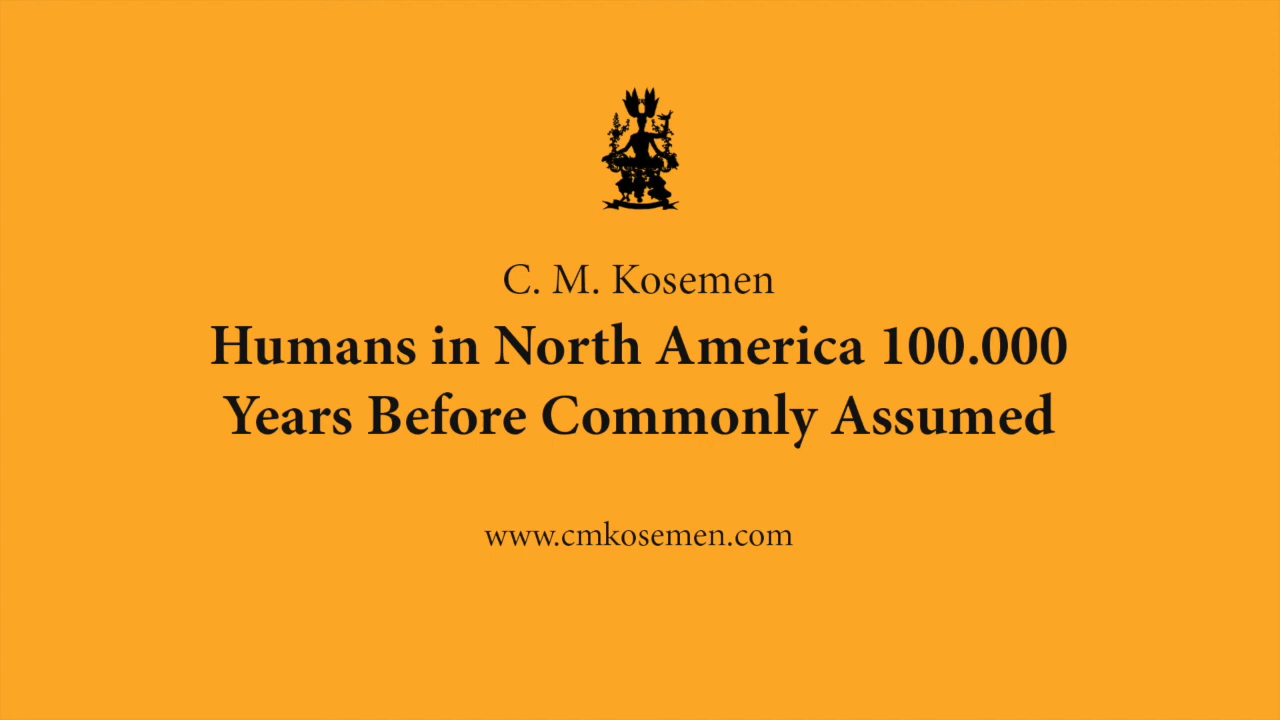 C. M. Kosemen
Humans in North America 100.000
Years Before Commonly Assumed
www.cmkosemen.com